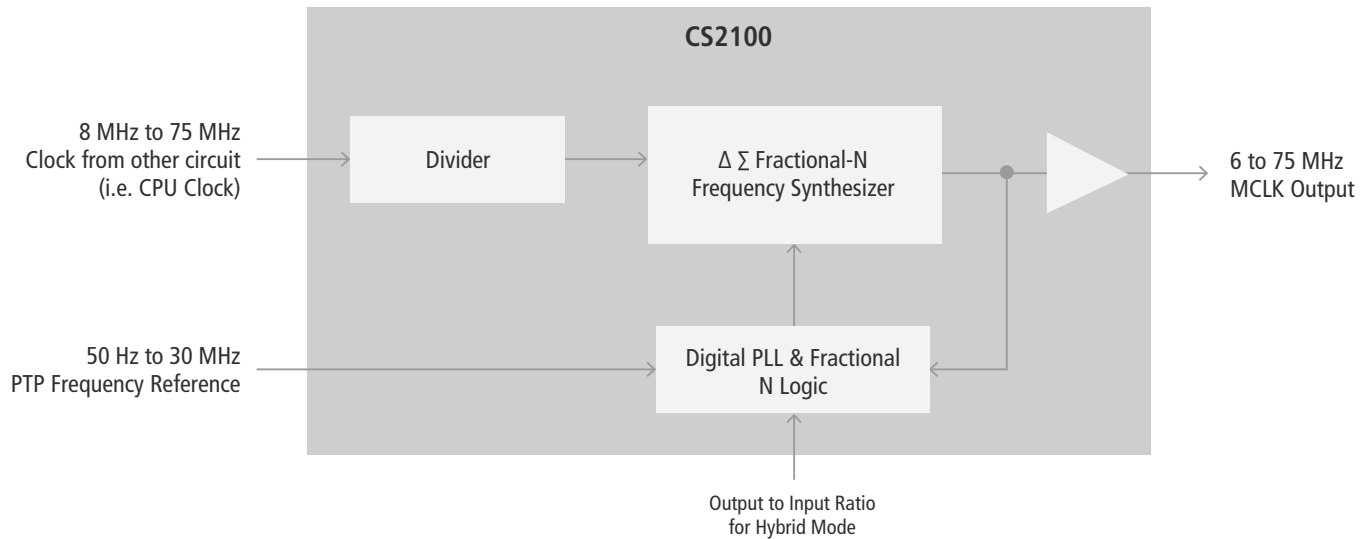 CS2100
8 MHz to 75 MHz
Clock from other circuit
(i.e. CPU Clock)
Divider
Δ ∑ Fractional-N
Frequency Synthesizer
6 to 75 MHz
MCLK Output
50 Hz to 30 MHz
PTP Frequency Reference
Digital PLL & Fractional
N Logic
Output to Input Ratio
for Hybrid Mode